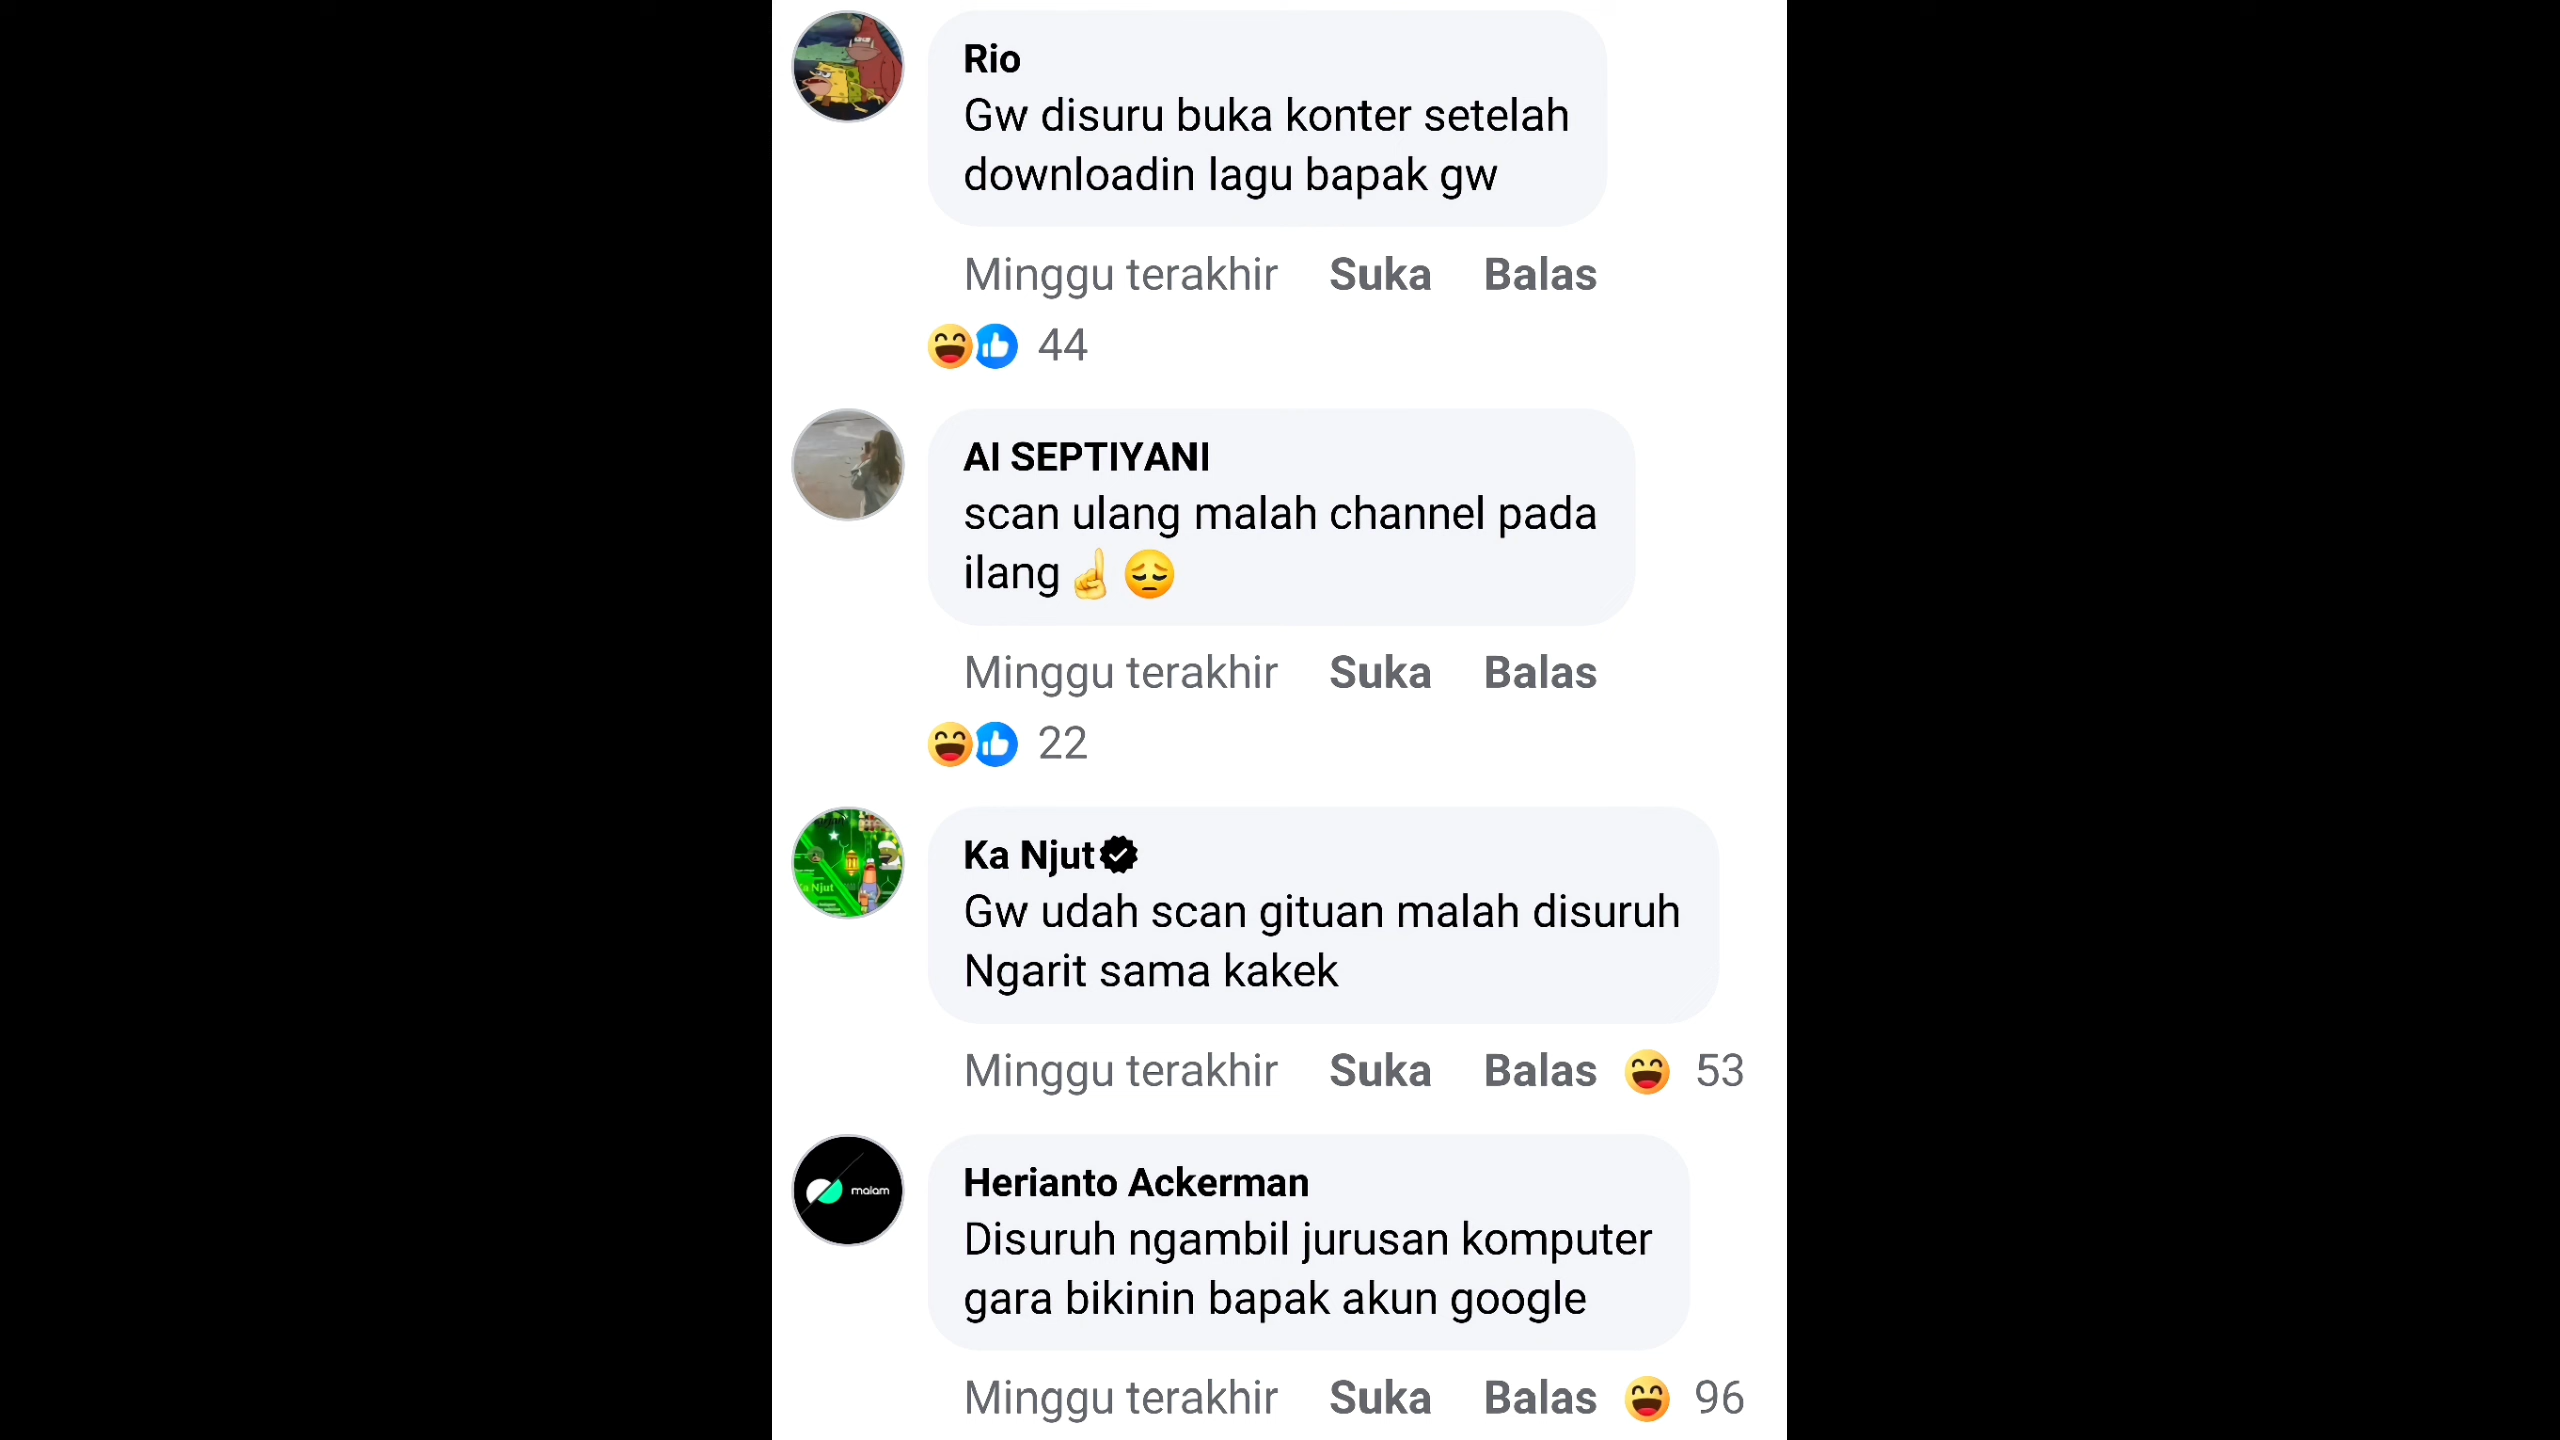 Rio
Gw disuru buka konter setelah
downloadin lagu bapak gw
Minggu terakhir Suka Balas
44
AI SEPTIYANI
scan ulang malah channel pada
ilang☝️😔
Minggu terakhir Suka Balas
22
Ka Njut
Ka Njut
Gw udah scan gituan malah disuruh
Ngarit sama kakek
Minggu terakhir Suka Balas 53
malam
Herianto Ackerman
Disuruh ngambil jurusan komputer
gara bikinin bapak akun google
Minggu terakhir Suka Balas 96